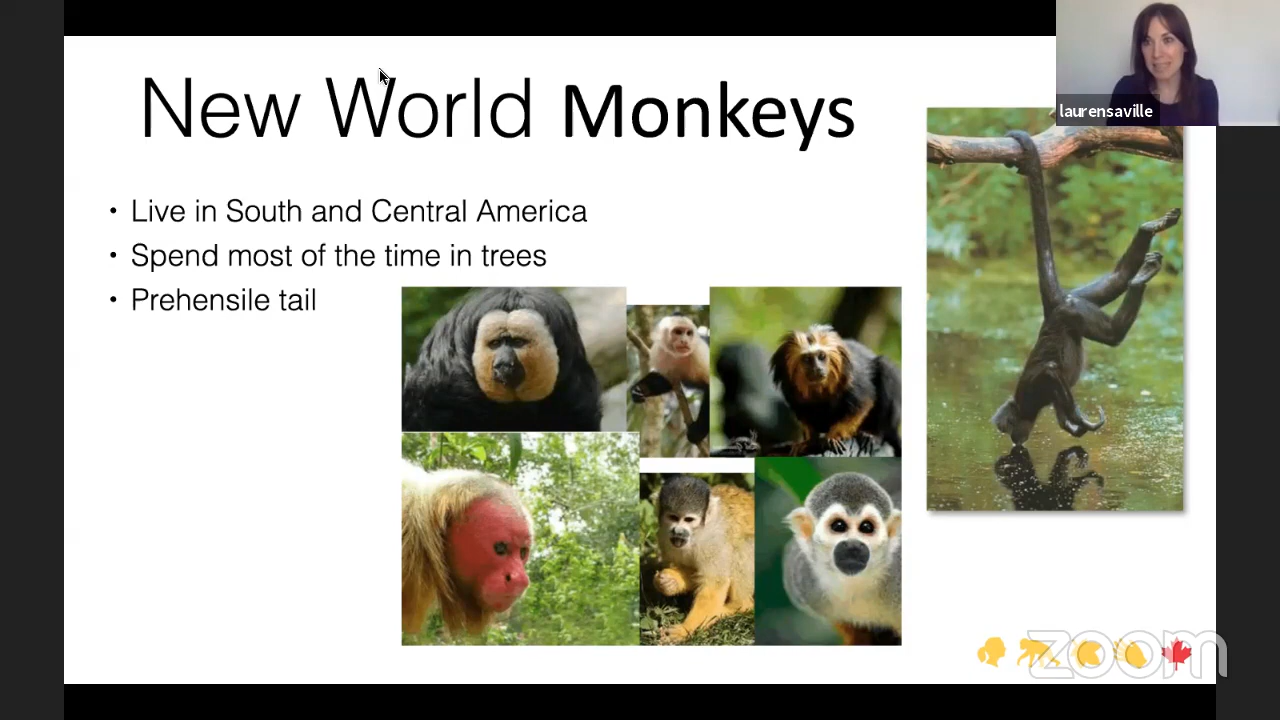 New World Monkeys
laurensaville
• Live in South and Central America
• Spend most of the time in trees
• Prehensile tail
zoom